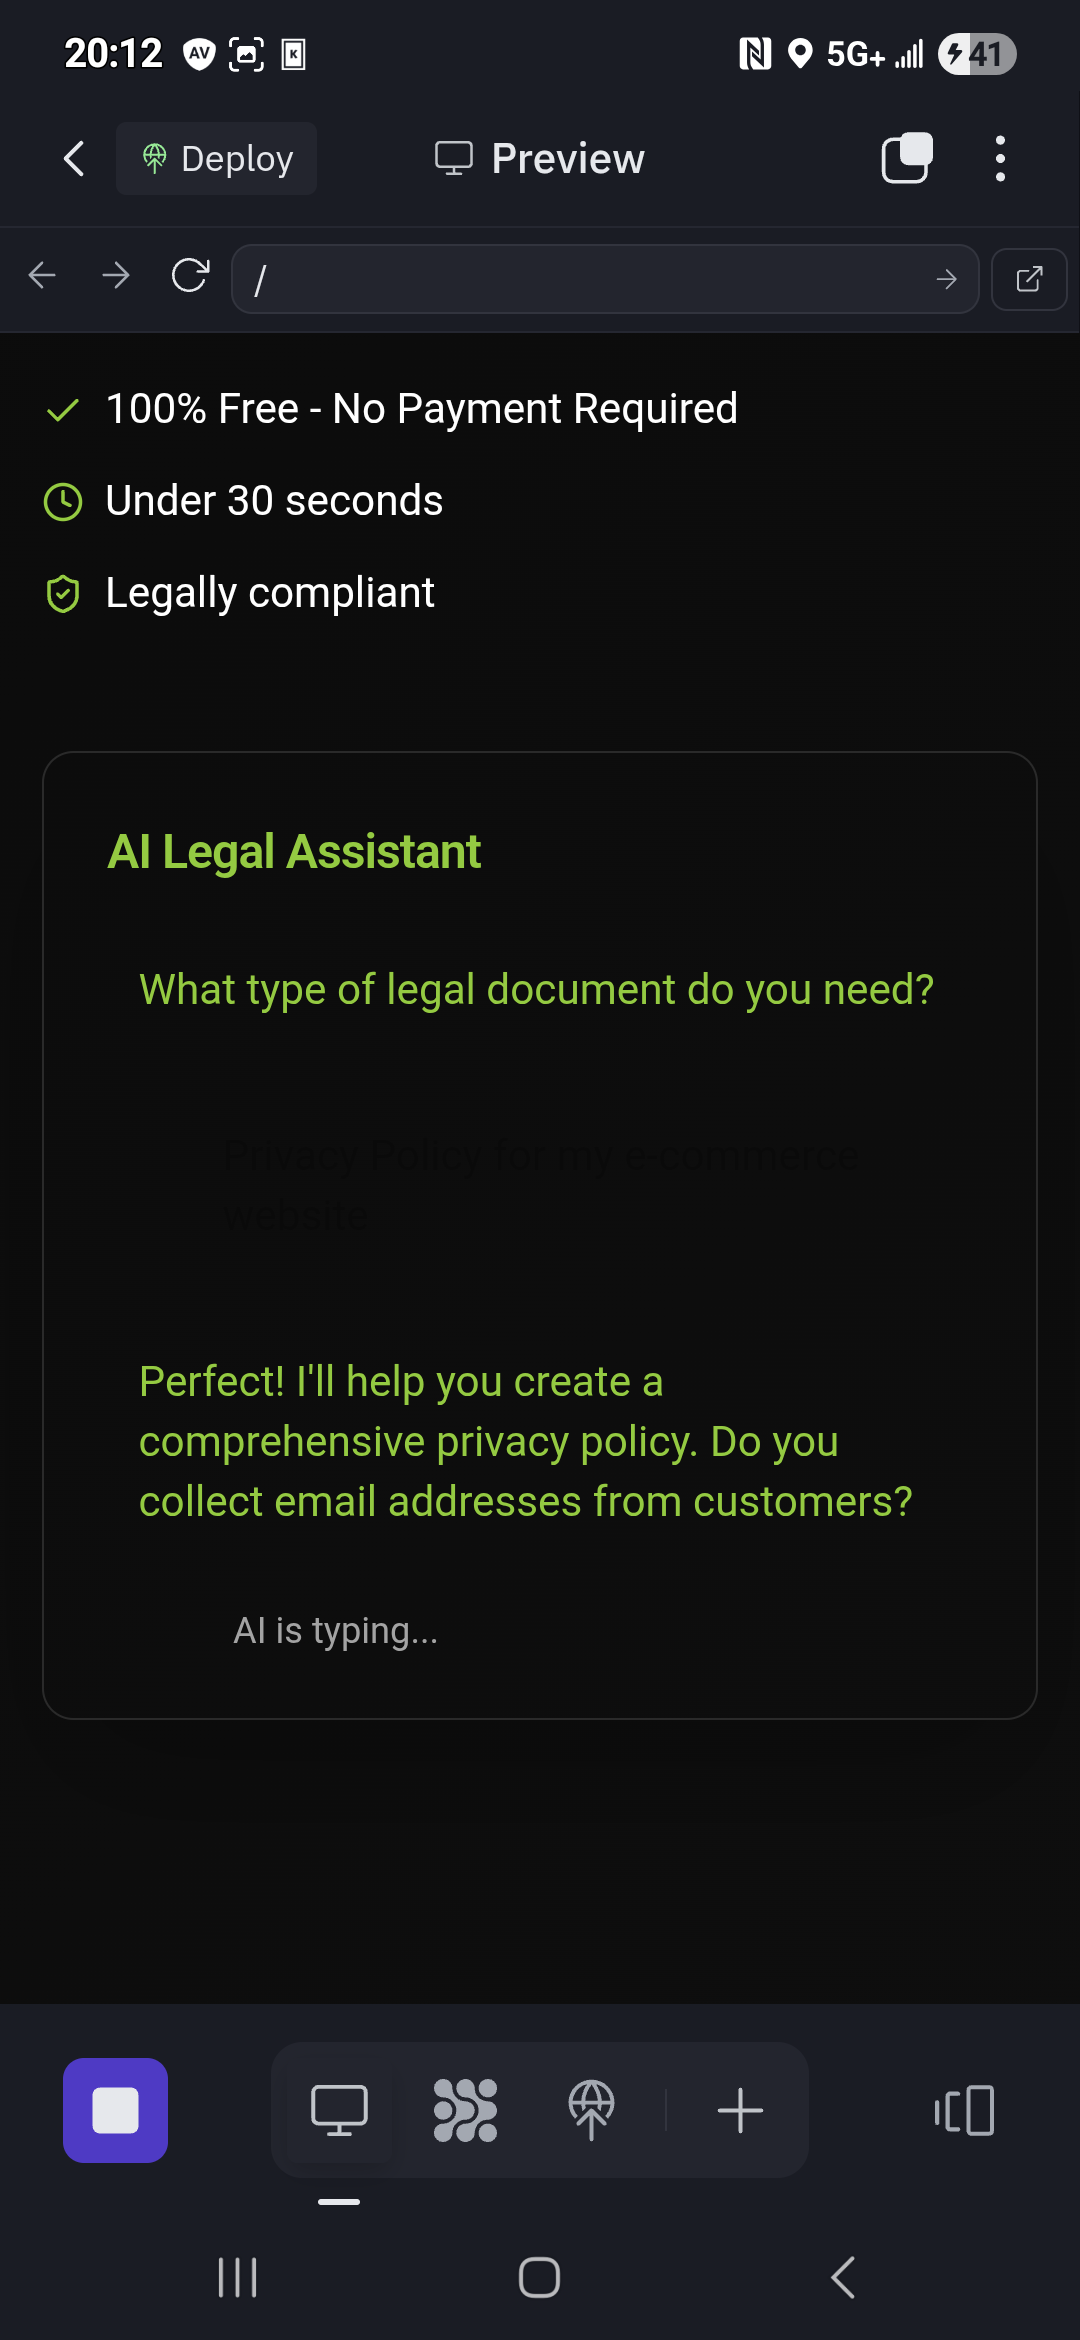 20:12
AV
K
5G+
41
Deploy
Preview
/
100% Free - No Payment Required
Under 30 seconds
Legally compliant
AI Legal Assistant
What type of legal document do you need?
Privacy Policy for my e-commerce
website
Perfect! I'll help you create a
comprehensive privacy policy. Do you
collect email addresses from customers?
AI is typing...